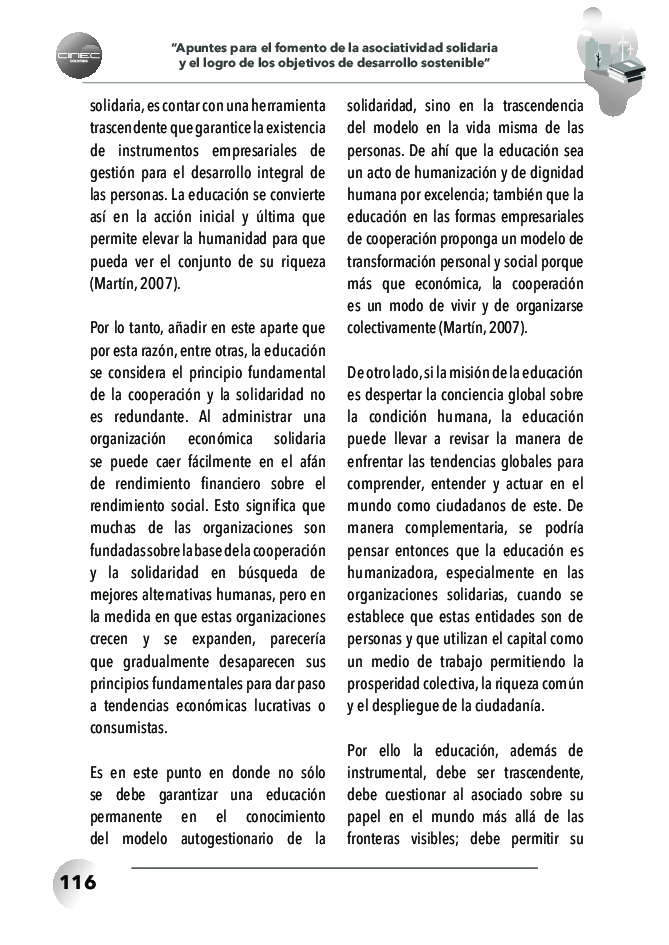 CINEC
"Apuntes para el fomento de la asociatividad solidaria
y el logro de los objetivos de desarrollo sostenible"
solidaria, es contar con una herramienta
trascendente que garantice la existencia
de instrumentos empresariales de
gestión para el desarrollo integral de
las personas. La educación se convierte
así en la acción inicial y última que
permite elevar la humanidad para que
pueda ver el conjunto de su riqueza
(Martín, 2007).
Por lo tanto, añadir en este aparte que
por esta razón, entre otras, la educación
se considera el principio fundamental
de la cooperación y la solidaridad no
es redundante. Al administrar una
organización económica solidaria
se puede caer fácilmente en el afán
de rendimiento financiero sobre el
rendimiento social. Esto significa que
muchas de las organizaciones son
fundadas sobre la base de la cooperación
y la solidaridad en búsqueda de
mejores alternativas humanas, pero en
la medida en que estas organizaciones
crecen y se expanden, parecería
que gradualmente desaparecen sus
principios fundamentales para dar paso
a tendencias económicas lucrativas o
consumistas.
Es en este punto en donde no sólo
se debe garantizar una educación
permanente en el conocimiento
del modelo autogestionario de la
solidaridad, sino en la trascendencia
del modelo en la vida misma de las
personas. De ahí que la educación sea
un acto de humanización y de dignidad
humana por excelencia; también que la
educación en las formas empresariales
de cooperación proponga un modelo de
transformación personal y social porque
más que económica, la cooperación
es un modo de vivir y de organizarse
colectivamente (Martín, 2007).
De otro lado, si la misión de la educación
es despertar la conciencia global sobre
la condición humana, la educación
puede llevar a revisar la manera de
enfrentar las tendencias globales para
comprender, entender y actuar en el
mundo como ciudadanos de este. De
manera complementaria, se podría
pensar entonces que la educación es
humanizadora, especialmente en las
organizaciones solidarias, cuando se
establece que estas entidades son de
personas y que utilizan el capital como
un medio de trabajo permitiendo la
prosperidad colectiva, la riqueza común
y el despliegue de la ciudadanía.
Por ello la educación, además de
instrumental, debe ser trascendente,
debe cuestionar al asociado sobre su
papel en el mundo más allá de las
fronteras visibles; debe permitir su
116